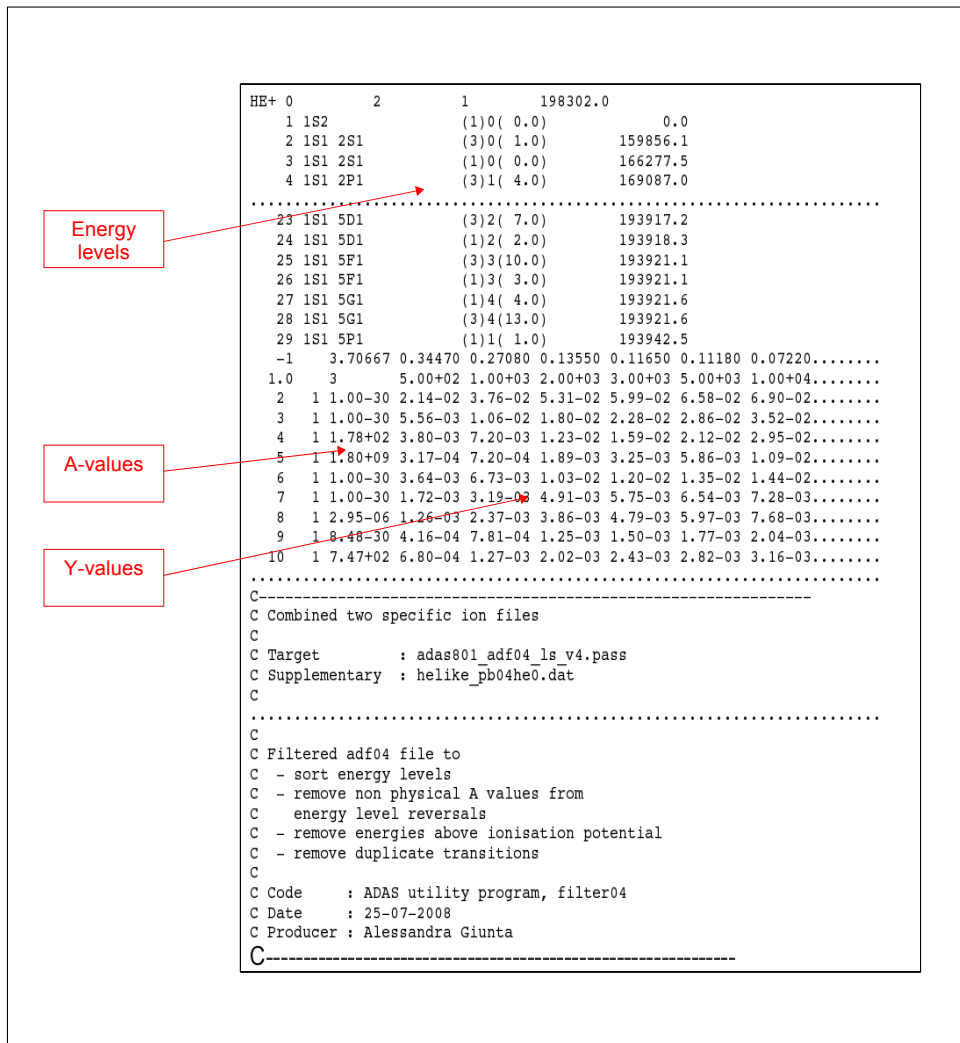 HE+ 0          2         1        198302.0
    1 1S2                (1)0( 0.0)              0.0
    2 1S1 2S1            (3)0( 1.0)         159856.1
    3 1S1 2S1            (1)0( 0.0)         166277.5
    4 1S1 2P1            (3)1( 4.0)         169087.0
........................................................................
   23 1S1 5D1            (3)2( 7.0)         193917.2
   24 1S1 5D1            (1)2( 2.0)         193918.3
   25 1S1 5F1            (3)3(10.0)         193921.1
   26 1S1 5F1            (1)3( 3.0)         193921.1
   27 1S1 5G1            (1)4( 4.0)         193921.6
   28 1S1 5G1            (3)4(13.0)         193921.6
   29 1S1 5P1            (1)1( 1.0)         193942.5
   -1     3.70667 0.34470 0.27080 0.13550 0.11650 0.11180 0.07220........
  1.0     3       5.00+02 1.00+03 2.00+03 3.00+03 5.00+03 1.00+04........
   2    1 1.00-30 2.14-02 3.76-02 5.31-02 5.99-02 6.58-02 6.90-02........
   3    1 1.00-30 5.56-03 1.06-02 1.80-02 2.28-02 2.86-02 3.52-02........
   4    1 1.78+02 3.80-03 7.20-03 1.23-02 1.59-02 2.12-02 2.95-02........
   5    1 1.80+09 3.17-04 7.20-04 1.89-03 3.25-03 5.86-03 1.09-02........
   6    1 1.00-30 3.64-03 6.73-03 1.03-02 1.20-02 1.35-02 1.44-02........
   7    1 1.00-30 1.72-03 3.19-03 4.91-03 5.75-03 6.54-03 7.28-03........
   8    1 2.95-06 1.26-03 2.37-03 3.86-03 4.79-03 5.97-03 7.68-03........
   9    1 8.48-30 4.16-04 7.81-04 1.25-03 1.50-03 1.77-03 2.04-03........
  10    1 7.47+02 6.80-04 1.27-03 2.02-03 2.43-03 2.82-03 3.16-03........
........................................................................
C---------------------------------------------------------------
C Combined two specific ion files
C
C Target         : adas801_adf04_ls_v4.pass
C Supplementary  : helike_pb04he0.dat
C
........................................................................
C
C Filtered adf04 file to
C  - sort energy levels
C  - remove non physical A values from
C    energy level reversals
C  - remove energies above ionisation potential
C  - remove duplicate transitions
C
C Code     : ADAS utility program, filter04
C Date     : 25-07-2008
C Producer : Alessandra Giunta
C---------------------------------------------------------------
Energy
levels
A-values
Y-values